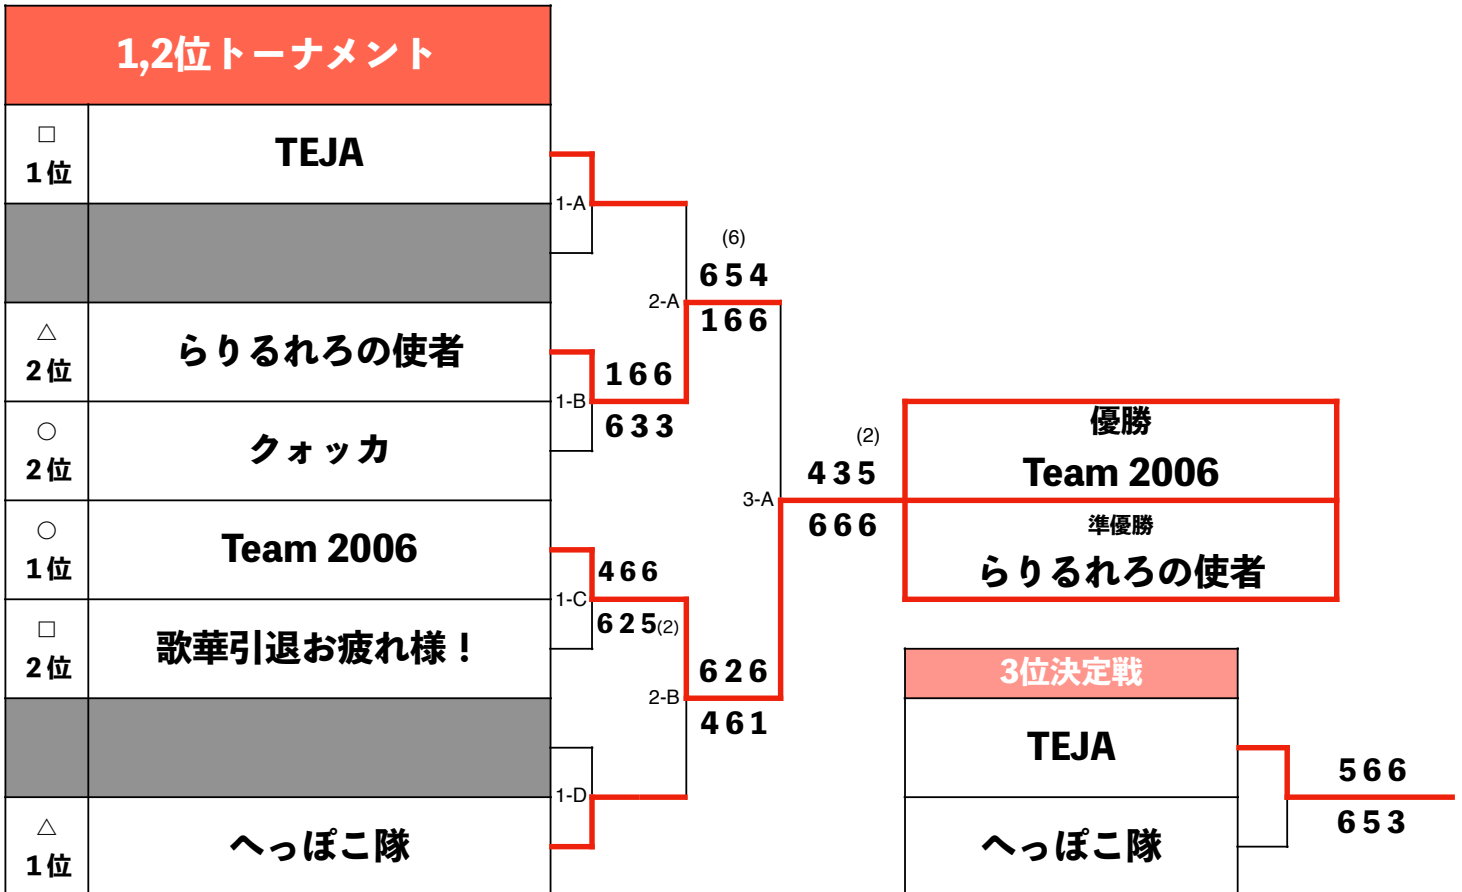 1,2位トーナメント
□
1位
TEJA
1-A
(6)
654
2-A
166
△
2位
らりるれろの使者
166
1-B
633
○
2位
クォッカ
(2)
435
3-A
666
優勝
Team 2006
準優勝
らりるれろの使者
○
1位
Team 2006
466
1-C
625(2)
□
2位
歌華引退お疲れ様！
626
2-B
461
1-D
△
1位
へっぽこ隊
3位決定戦
TEJA
566
653
へっぽこ隊